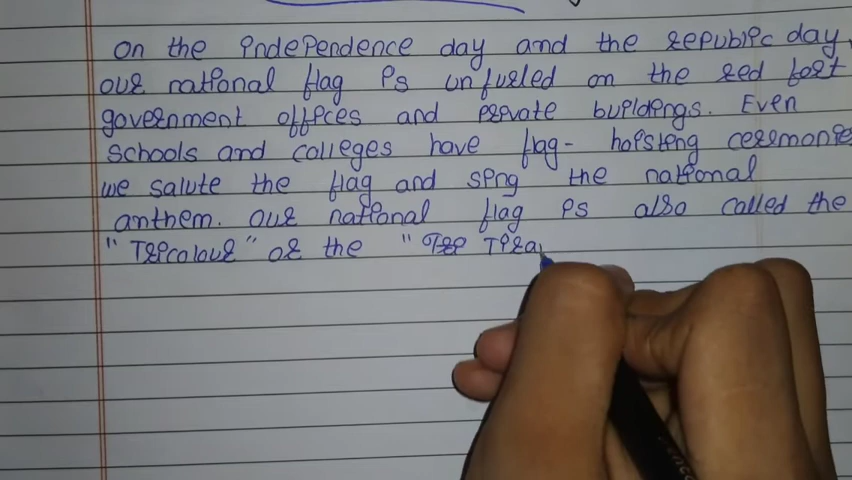 on the independence day and the republic day,
our national flag is unfurled on the red fort
government offices and private buildings. Even
schools and colleges have flag- hoisting ceremonies
we salute the flag and sing the national
anthem. our national flag is also called the
"Tricolour" or the "Tri